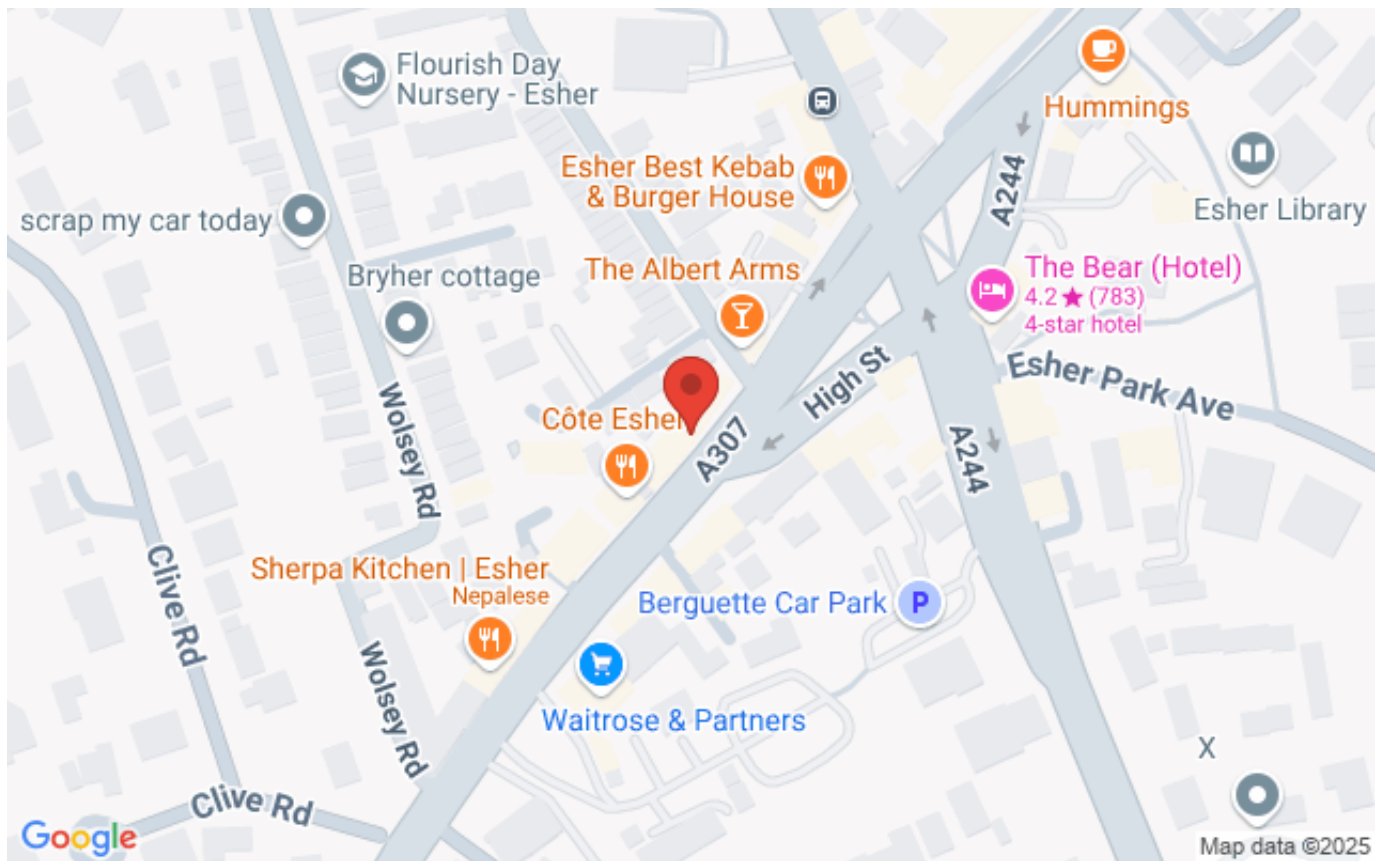 Flourish Day
Nursery - Esher
Hummings
Esher Best Kebab
& Burger House
A244
Esher Library
scrap my car today
Bryher cottage
The Albert Arms
The Bear (Hotel)
4.2 ★ (783)
4-star hotel
Esher Park Ave
High St
Côte Esher
A307
Wolsey Rd
A244
Clive Rd
Sherpa Kitchen | Esher
Nepalese
Berguette Car Park
P
Wolsey Rd
Waitrose & Partners
X
Clive Rd
Google
Map data ©2025